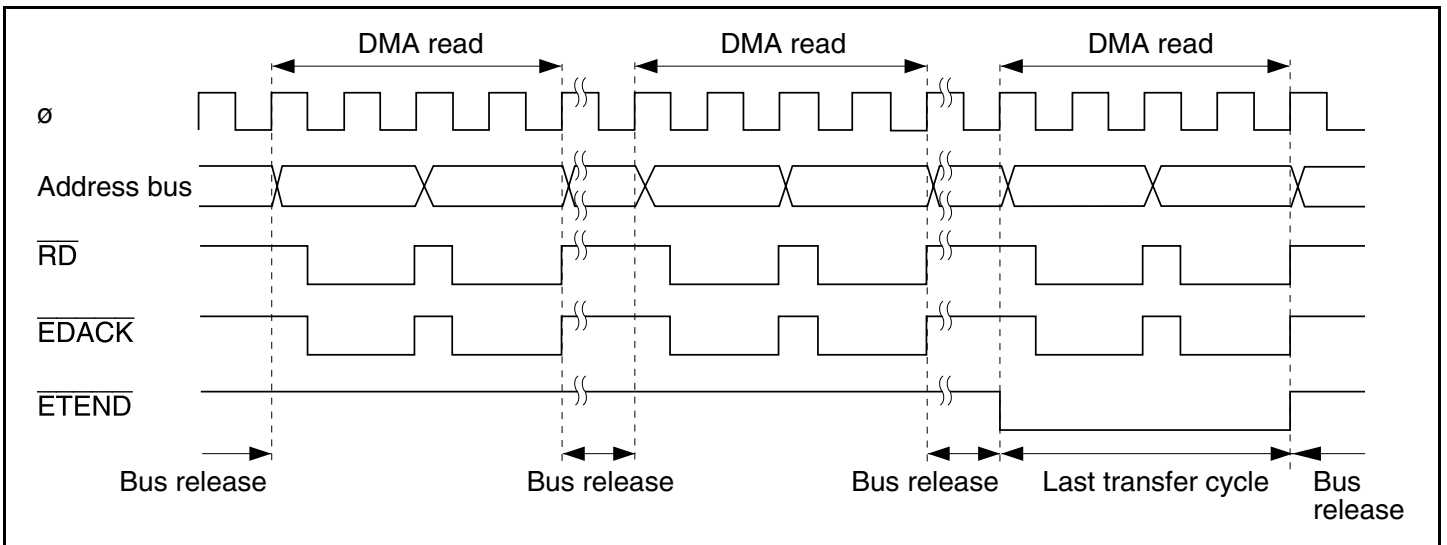 DMA read DMA read DMA read
ø
Address bus
RD
EDACK
ETEND
Bus release Bus release Bus release Last transfer cycle Bus
release